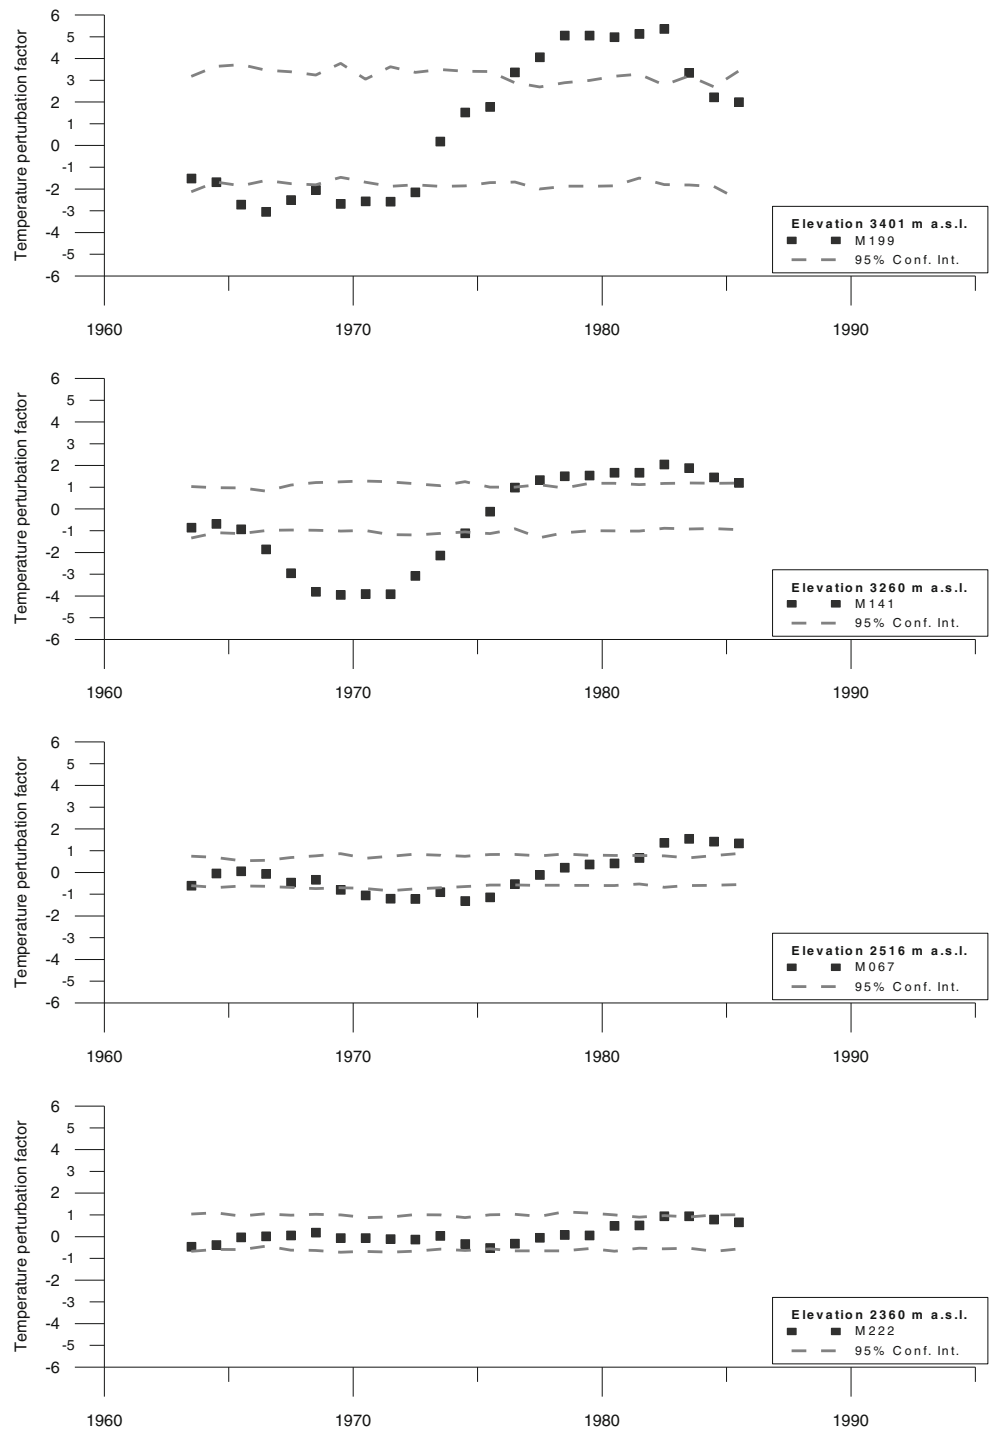 Temperature perturbation factor
6
5
4
3
2
1
0
-1
-2
-3
-4
-5
-6
1960 1970 1980 1990
Elevation 3401 m a.s.l.
M199
95% Conf. Int.
Temperature perturbation factor
6
5
4
3
2
1
0
-1
-2
-3
-4
-5
-6
1960 1970 1980 1990
Elevation 3260 m a.s.l.
M141
95% Conf. Int.
Temperature perturbation factor
6
5
4
3
2
1
0
-1
-2
-3
-4
-5
-6
1960 1970 1980 1990
Elevation 2516 m a.s.l.
M067
95% Conf. Int.
Temperature perturbation factor
6
5
4
3
2
1
0
-1
-2
-3
-4
-5
-6
1960 1970 1980 1990
Elevation 2360 m a.s.l.
M222
95% Conf. Int.